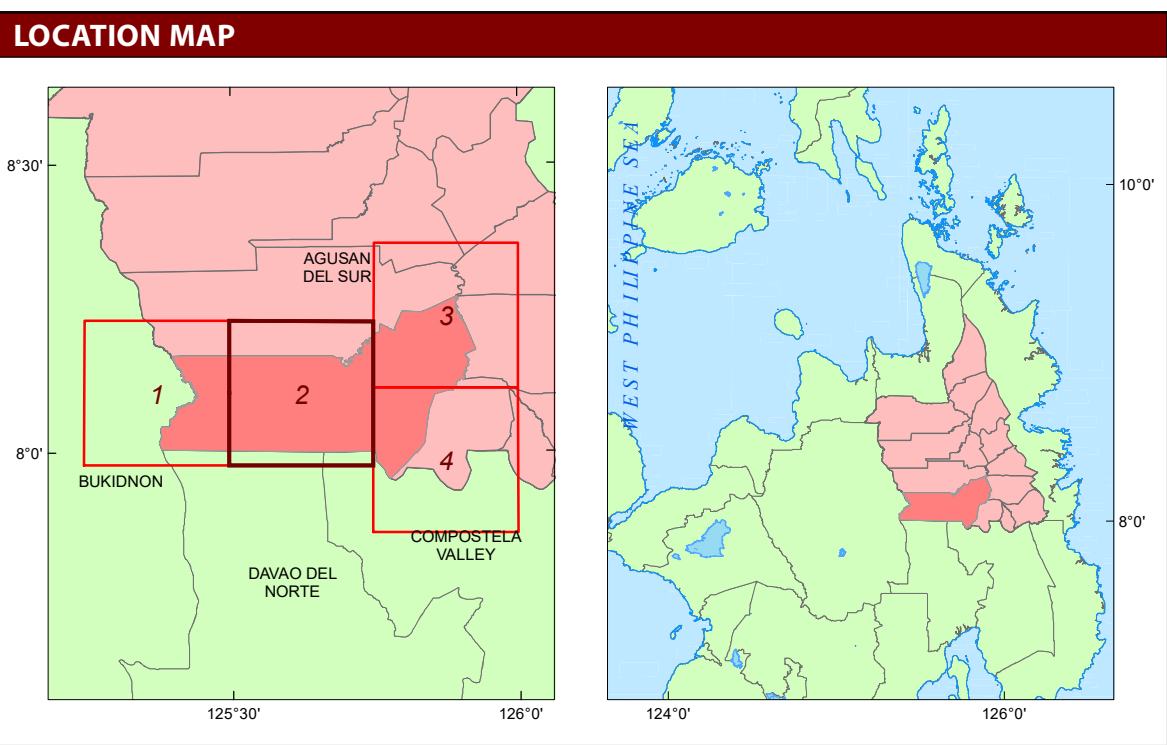 LOCATION MAP
8°30'
8°0'
125°30'
126°0'
AGUSAN
DEL SUR
1
2
3
4
BUKIDNON
COMPOSTELA
VALLEY
DAVAO DEL
NORTE
WEST PHILIPPINE SEA
10°0'
8°0'
124°0'
126°0'